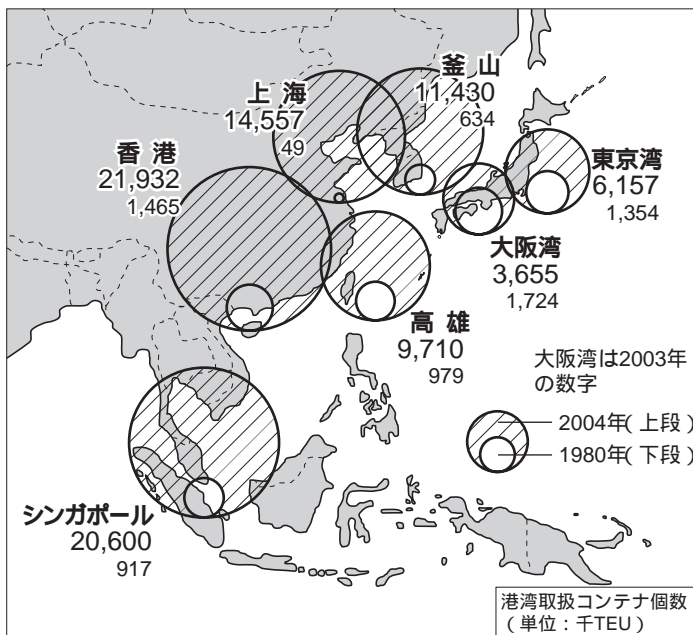 釜山
11,430
634
上海
14,557
49
香港
21,932
1,465
東京湾
6,157
1,354
大阪湾
3,655
1,724
高雄
9,710
979
大阪湾は2003年
の数字
2004年(上段)
1980年(下段)
シンガポール
20,600
917
港湾取扱コンテナ個数
(単位:千TEU)